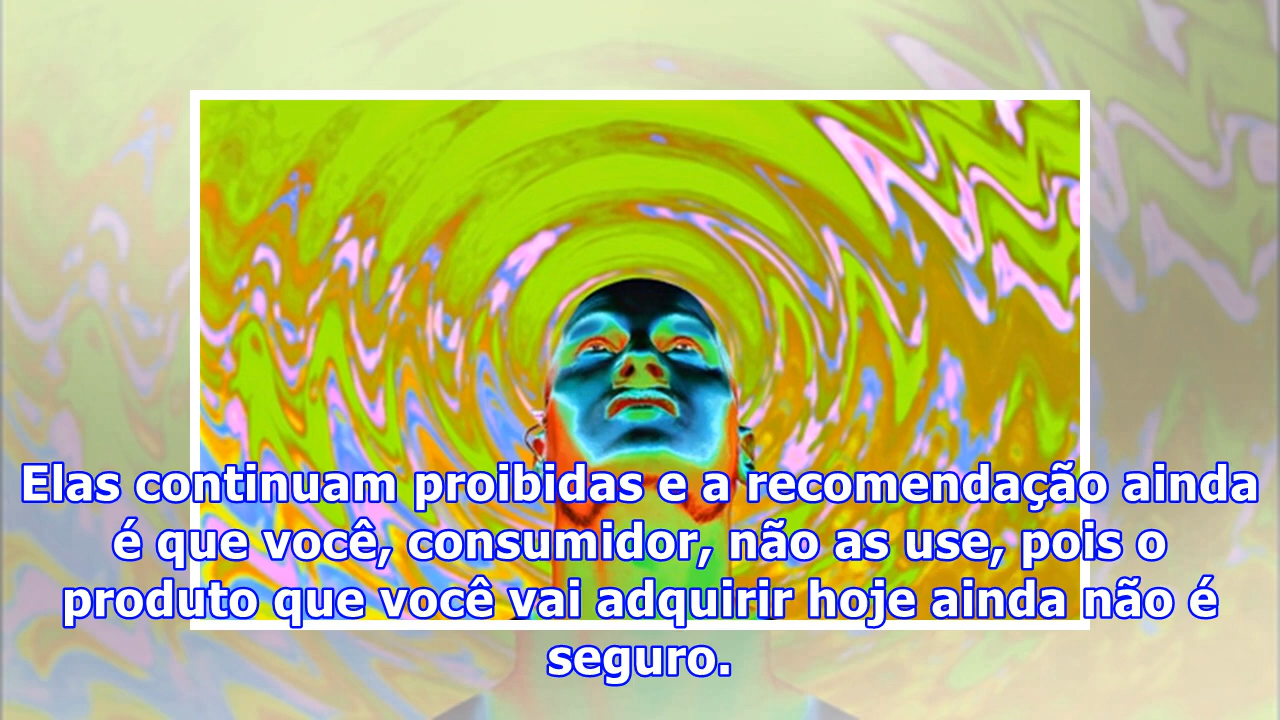 Elas continuam proibidas e a recomendação ainda
é que você, consumidor, não as use, pois o
produto que você vai adquirir hoje ainda não é
seguro.